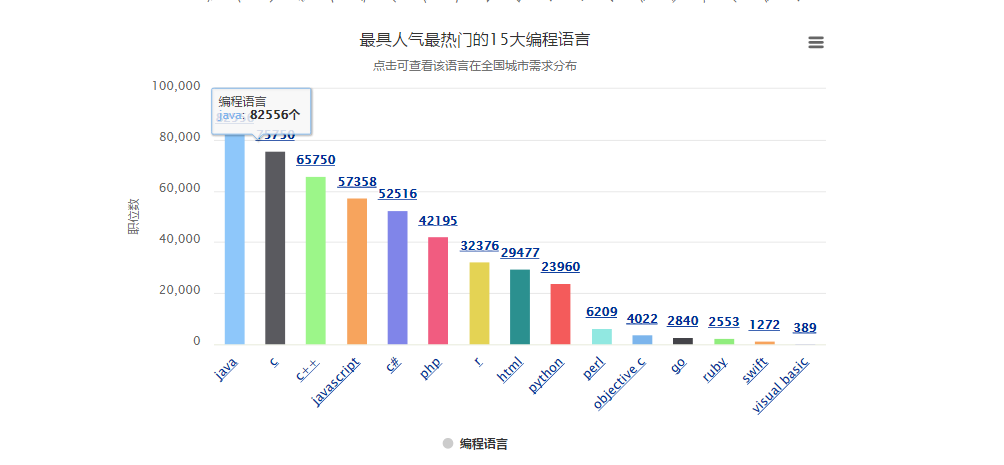 最具人气最热门的15大编程语言
点击可查看该语言在全国城市需求分布
100,000
编程语言
java: 82556个
80,000
75750
65750
60,000
57358
52516
职位数
42195
40,000
32376
29477
23960
20,000
6209
4022
2840
2553
1272
389
0
java
c
c++
javascript
c#
php
r
html
python
perl
objective c
go
ruby
swift
visual basic
编程语言